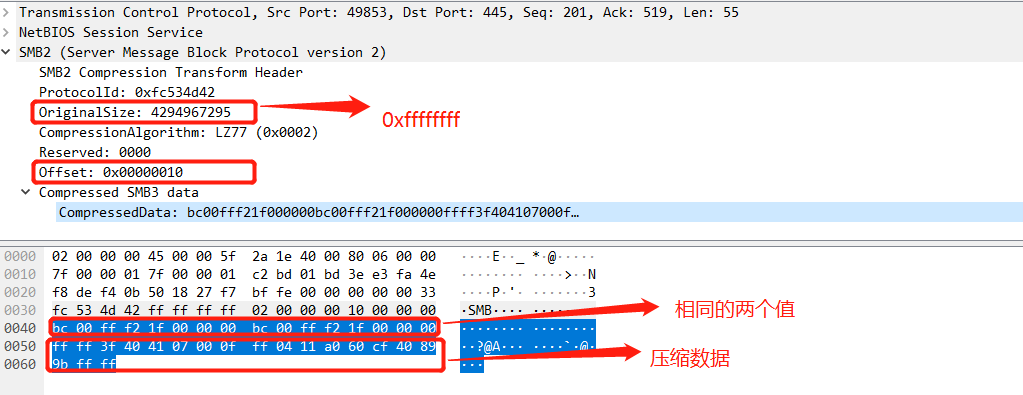 Transmission Control Protocol, Src Port: 49853, Dst Port: 445, Seq: 201, Ack: 519, Len: 55
NetBIOS Session Service
SMB2 (Server Message Block Protocol version 2)
SMB2 Compression Transform Header
ProtocolId: 0xfc534d42
OriginalSize: 4294967295
0xffffffff
CompressionAlgorithm: LZ77 (0x0002)
Reserved: 0000
Offset: 0x00000010
Compressed SMB3 data
CompressedData: bc00fff21f000000bc00fff21f000000ffff3f404107000f…
0000 02 00 00 00 45 00 00 5f 2a 1e 40 00 80 06 00 00 ····E··_ *·@·····
0010 7f 00 00 01 7f 00 00 01 c2 bd 01 bd 3e e3 fa 4e ········ ····>··N
0020 f8 de f4 0b 50 18 27 f7 bf fe 00 00 00 00 00 33 ····P·'· ·······3
0030 fc 53 4d 42 ff ff ff ff 02 00 00 00 10 00 00 00 ·SMB···· ········
相同的两个值
0040 bc 00 ff f2 1f 00 00 00 bc 00 ff f2 1f 00 00 00 ········ ········
0050 ff ff 3f 40 41 07 00 0f ff 04 11 a0 60 cf 40 89 ··?@A··· ····`·@·
压缩数据
0060 9b ff ff ···